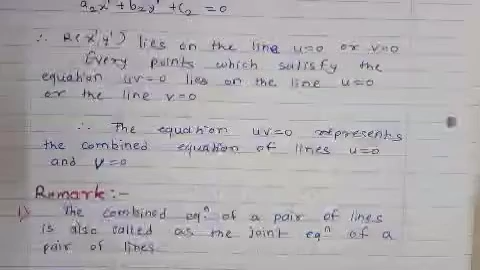 a₂x' + b₂y' + c₂ = 0
∴ R(x'y') lies on the line u=0 or v=0
Every points which satisfy the
equation uv=0 lies on the line u=0
or the line v=0
∴ The equation uv=0 represents
the combined equation of lines u=0
and v=0
Remark:-
1) The combined eqⁿ of a pair of lines
is also called as the joint eqⁿ of a
pair of lines